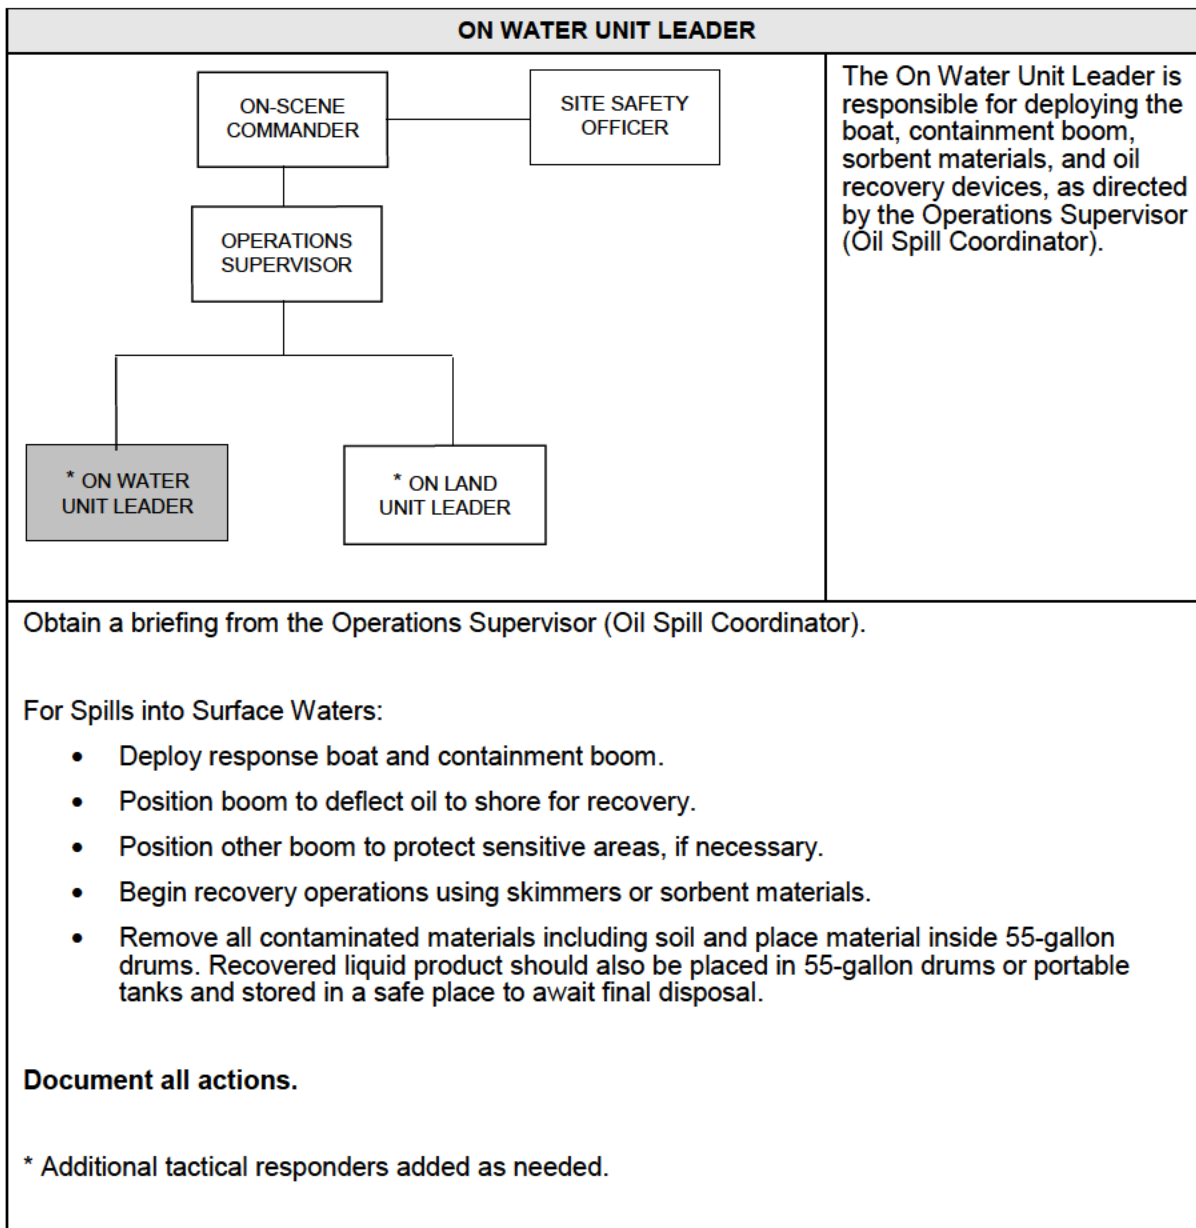 ON WATER UNIT LEADER
ON-SCENE
COMMANDER
SITE SAFETY
OFFICER
OPERATIONS
SUPERVISOR
* ON WATER
UNIT LEADER
* ON LAND
UNIT LEADER
The On Water Unit Leader is
responsible for deploying the
boat, containment boom,
sorbent materials, and oil
recovery devices, as directed
by the Operations Supervisor
(Oil Spill Coordinator).
Obtain a briefing from the Operations Supervisor (Oil Spill Coordinator).
For Spills into Surface Waters:
• Deploy response boat and containment boom.
• Position boom to deflect oil to shore for recovery.
• Position other boom to protect sensitive areas, if necessary.
• Begin recovery operations using skimmers or sorbent materials.
• Remove all contaminated materials including soil and place material inside 55-gallon
drums. Recovered liquid product should also be placed in 55-gallon drums or portable
tanks and stored in a safe place to await final disposal.
Document all actions.
* Additional tactical responders added as needed.